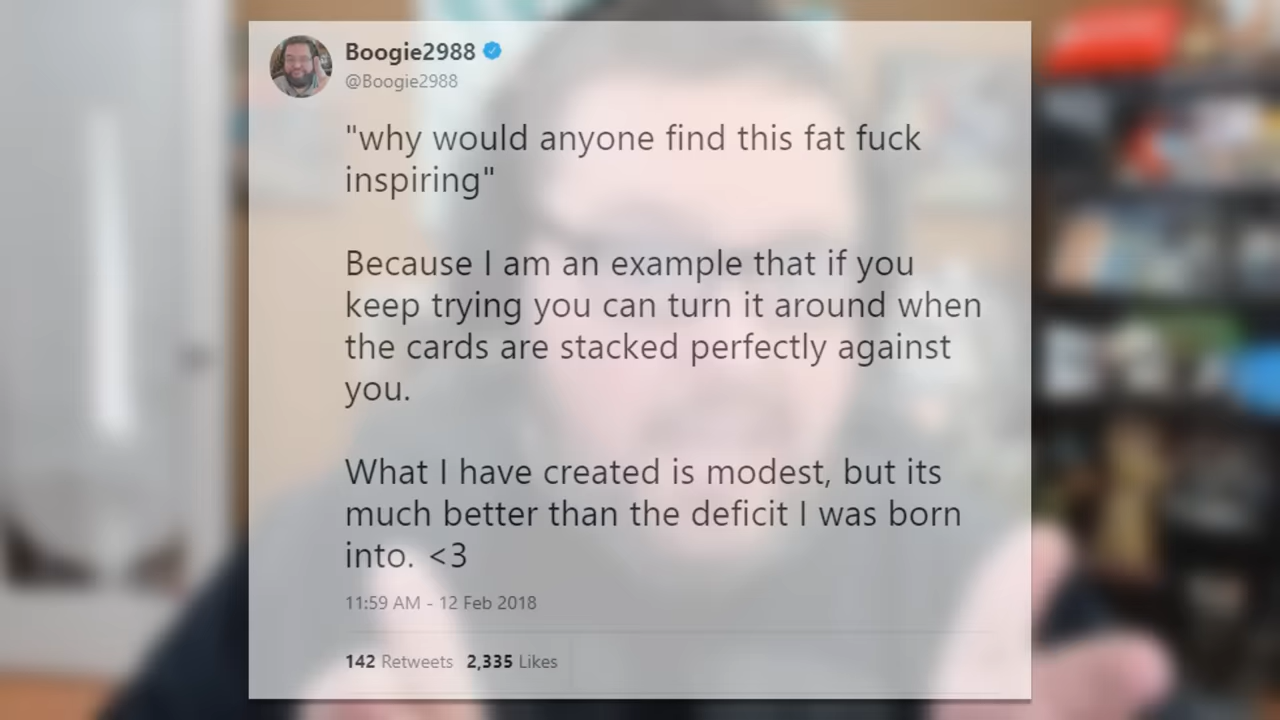 Boogie2988
@Boogie2988
"why would anyone find this fat fuck
inspiring"
Because I am an example that if you
keep trying you can turn it around when
the cards are stacked perfectly against
you.
What I have created is modest, but its
much better than the deficit I was born
into. <3
11:59 AM - 12 Feb 2018
142 Retweets 2,335 Likes